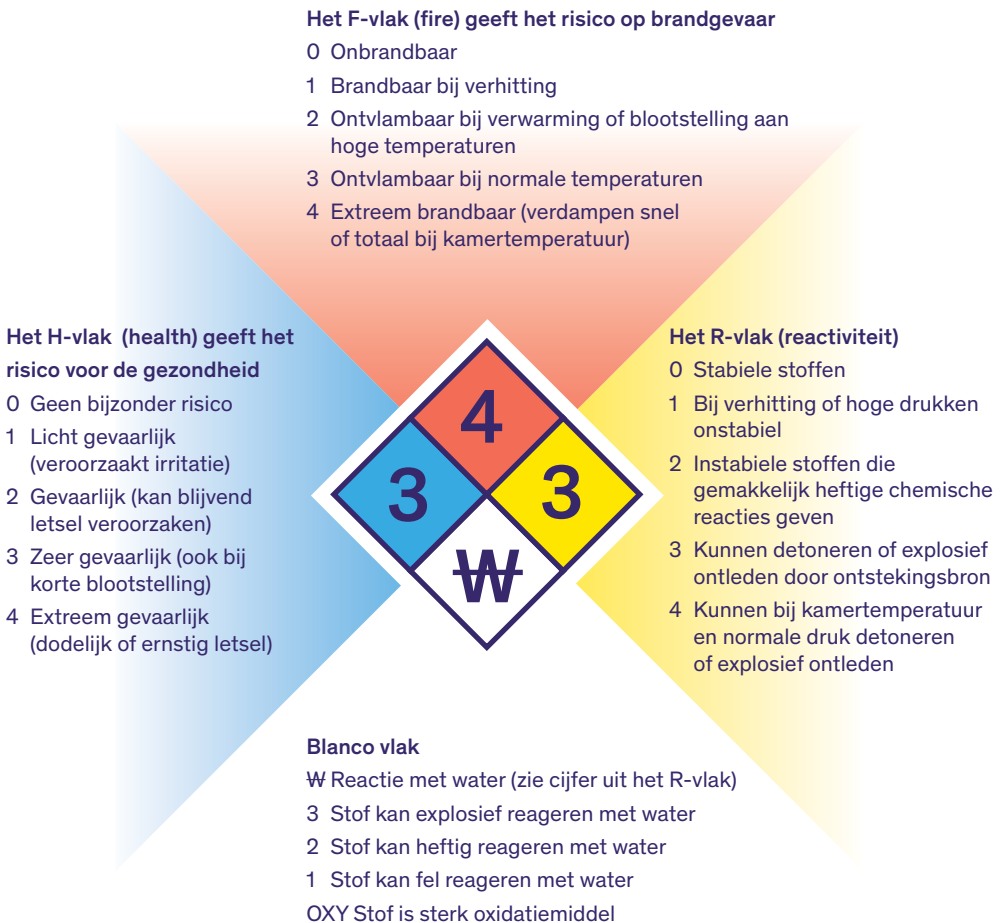 Het F-vlak (fire) geeft het risico op brandgevaar
0 Onbrandbaar
1 Brandbaar bij verhitting
2 Ontvlambaar bij verwarming of blootstelling aan
hoge temperaturen
3 Ontvlambaar bij normale temperaturen
4 Extreem brandbaar (verdampen snel
of totaal bij kamertemperatuur)
Het H-vlak (health) geeft het
risico voor de gezondheid
0 Geen bijzonder risico
1 Licht gevaarlijk
(veroorzaakt irritatie)
2 Gevaarlijk (kan blijvend
letsel veroorzaken)
3 Zeer gevaarlijk (ook bij
korte blootstelling)
4 Extreem gevaarlijk
(dodelijk of ernstig letsel)
4
3
3
W̶
Het R-vlak (reactiviteit)
0 Stabiele stoffen
1 Bij verhitting of hoge drukken
onstabiel
2 Instabiele stoffen die
gemakkelijk heftige chemische
reacties geven
3 Kunnen detoneren of explosief
ontleden door ontstekingsbron
4 Kunnen bij kamertemperatuur
en normale druk detoneren
of explosief ontleden
Blanco vlak
W̶ Reactie met water (zie cijfer uit het R-vlak)
3 Stof kan explosief reageren met water
2 Stof kan heftig reageren met water
1 Stof kan fel reageren met water
OXY Stof is sterk oxidatiemiddel